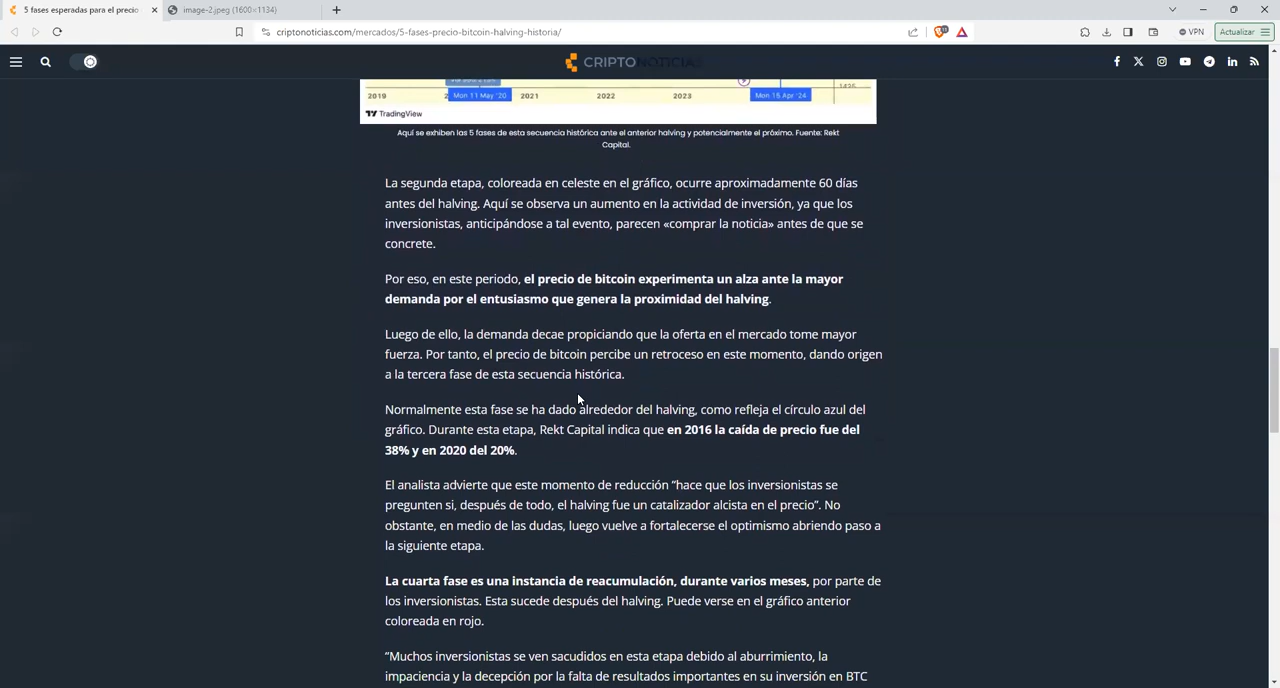 5 fases esperadas para el precio
image-2.jpeg (1600×1134)
criptonoticias.com/mercados/5-fases-precio-bitcoin-halving-historia/
VPN
Actualizar
CRIPTONOTICIAS
2019
Mon 11 May '20
2021
2022
2023
Mon 15 Apr '24
TradingView
Aquí se exhiben las 5 fases de esta secuencia histórica ante el anterior halving y potencialmente el próximo. Fuente: Rekt
Capital.
La segunda etapa, coloreada en celeste en el gráfico, ocurre aproximadamente 60 días
antes del halving. Aquí se observa un aumento en la actividad de inversión, ya que los
inversionistas, anticipándose a tal evento, parecen «comprar la noticia» antes de que se
concrete.
Por eso, en este periodo, el precio de bitcoin experimenta un alza ante la mayor
demanda por el entusiasmo que genera la proximidad del halving.
Luego de ello, la demanda decae propiciando que la oferta en el mercado tome mayor
fuerza. Por tanto, el precio de bitcoin percibe un retroceso en este momento, dando origen
a la tercera fase de esta secuencia histórica.
Normalmente esta fase se ha dado alrededor del halving, como refleja el círculo azul del
gráfico. Durante esta etapa, Rekt Capital indica que en 2016 la caída de precio fue del
38% y en 2020 del 20%.
El analista advierte que este momento de reducción “hace que los inversionistas se
pregunten si, después de todo, el halving fue un catalizador alcista en el precio”. No
obstante, en medio de las dudas, luego vuelve a fortalecerse el optimismo abriendo paso a
la siguiente etapa.
La cuarta fase es una instancia de reacumulación, durante varios meses, por parte de
los inversionistas. Esta sucede después del halving. Puede verse en el gráfico anterior
coloreada en rojo.
“Muchos inversionistas se ven sacudidos en esta etapa debido al aburrimiento, la
impaciencia y la decepción por la falta de resultados importantes en su inversión en BTC